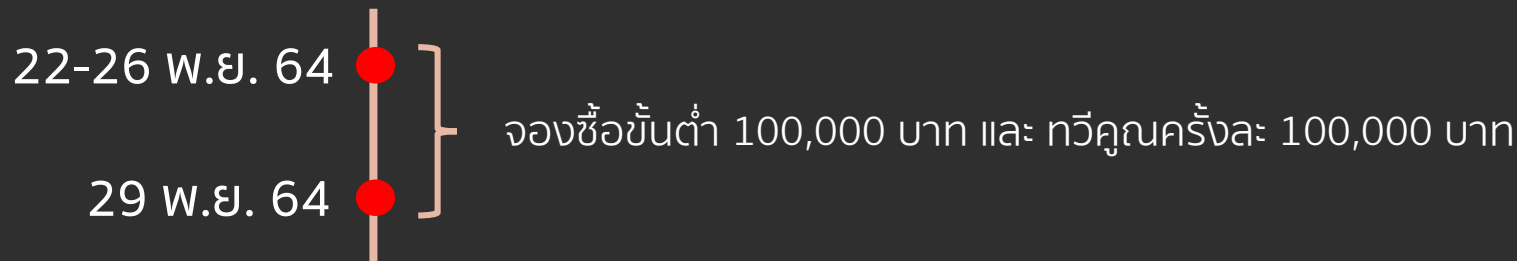 22-26 พ.ย. 64
จองซื้อขั้นต่ำ 100,000 บาท และ ทวีคูณครั้งละ 100,000 บาท
29 พ.ย. 64